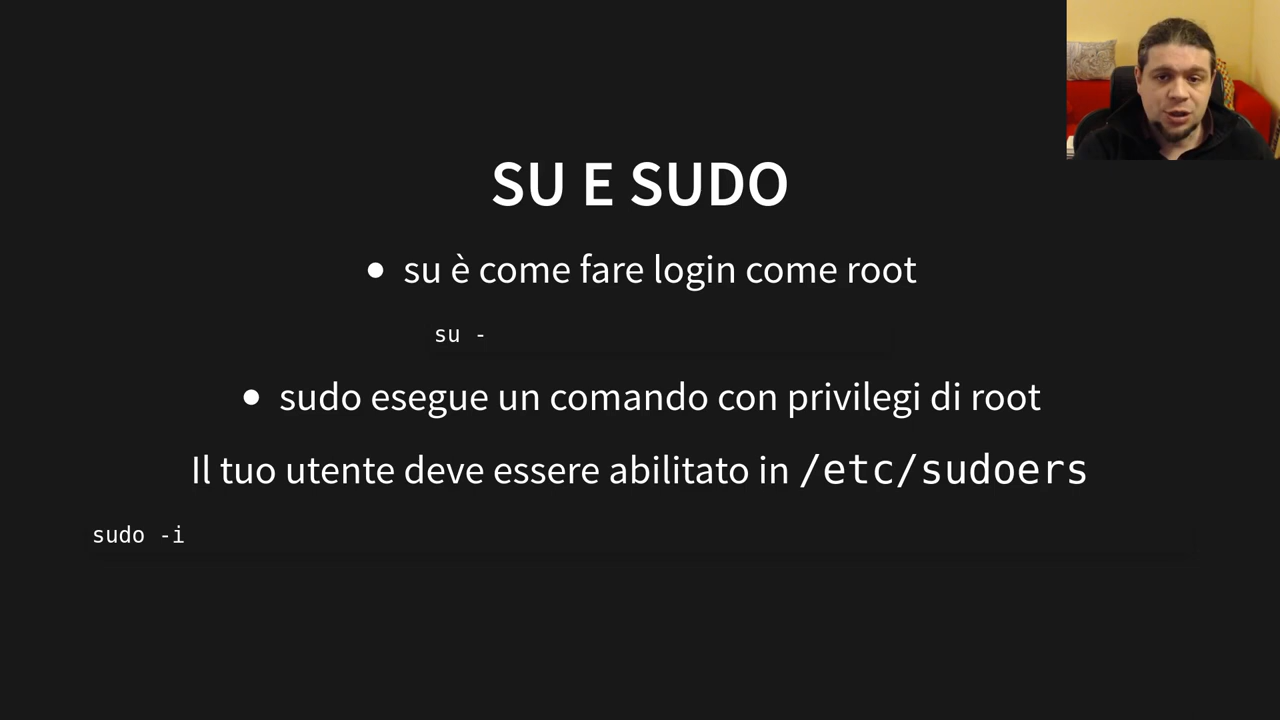 SU E SUDO
• su è come fare login come root
su -
• sudo esegue un comando con privilegi di root
Il tuo utente deve essere abilitato in /etc/sudoers
sudo -i